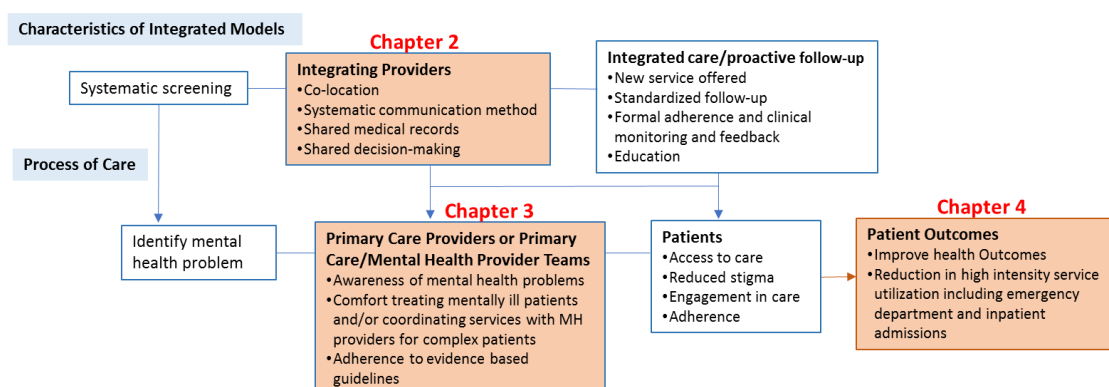 Characteristics of Integrated Models
Chapter 2
Systematic screening
Integrating Providers
•Co-location
•Systematic communication method
•Shared medical records
•Shared decision-making
Integrated care/proactive follow-up
•New service offered
•Standardized follow-up
•Formal adherence and clinical
monitoring and feedback
•Education
Process of Care
Chapter 3
Chapter 4
Identify mental
health problem
Primary Care Providers or Primary
Care/Mental Health Provider Teams
•Awareness of mental health problems
•Comfort treating mentally ill patients
and/or coordinating services with MH
providers for complex patients
•Adherence to evidence based
guidelines
Patients
•Access to care
•Reduced stigma
•Engagement in care
•Adherence
Patient Outcomes
•Improve health Outcomes
•Reduction in high intensity service
utilization including emergency
department and inpatient
admissions